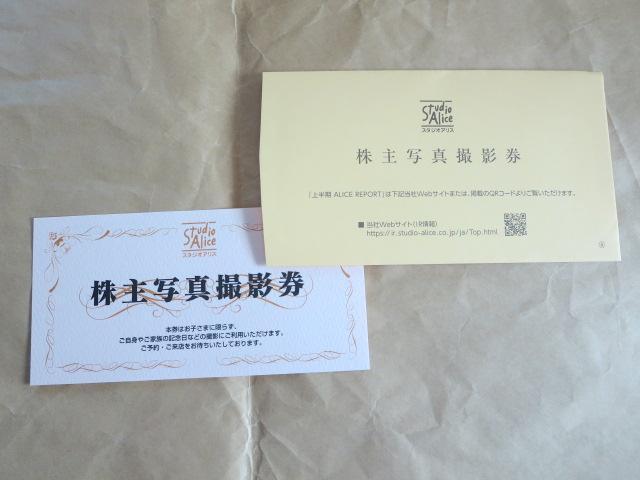 Studio Alice
スタジオアリス
株主写真撮影券
「上半期 ALICE REPORT」は下記当社Webサイトまたは、掲載のQRコードよりご覧いただけます。
■ 当社Webサイト(IR情報)
https://ir.studio-alice.co.jp/ja/Top.html
Studio Alice
スタジオアリス
株主写真撮影券
本券はお子さまに限らず、
ご自身やご家族の記念日などの撮影にご利用いただけます。
ご予約・ご来店をお待ちいたしております。